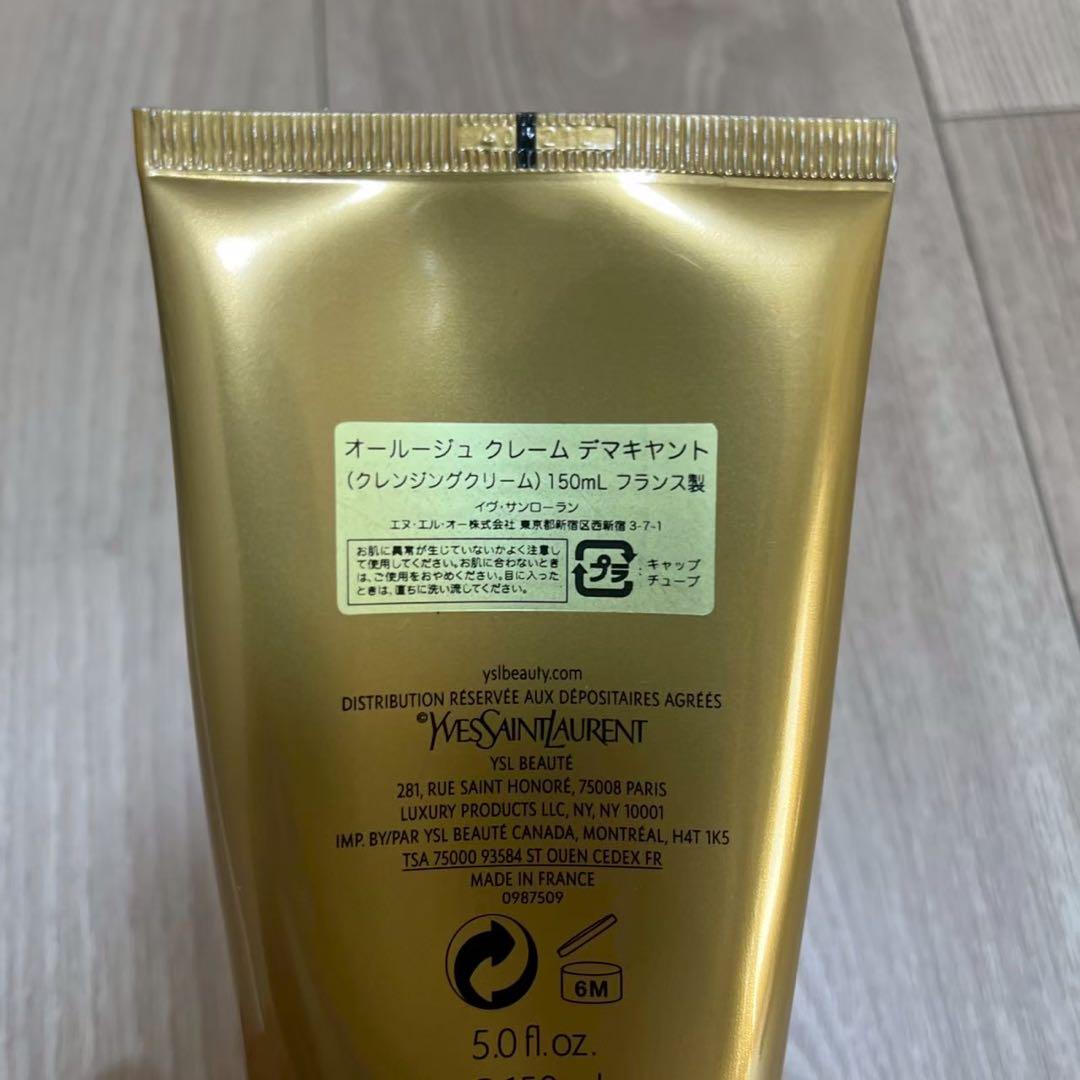 オールージュ クレーム デマキヤント
(クレンジングクリーム) 150mL フランス製
イヴ・サンローラン
エヌ・エル・オー株式会社 東京都新宿区西新宿 3-7-1
お肌に異常が生じていないかよく注意し
て使用してください。お肌に合わないとき
は、ご使用をおやめください。目に入った
ときは、直ちに洗い流してください。
プラ : キャップ
チューブ
yslbeauty.com
DISTRIBUTION RÉSERVÉE AUX DÉPOSITAIRES AGRÉÉS
©YVESSAINTLAURENT
YSL BEAUTÉ
281, RUE SAINT HONORÉ, 75008 PARIS
LUXURY PRODUCTS LLC, NY, NY 10001
IMP. BY/PAR YSL BEAUTÉ CANADA, MONTRÉAL, H4T 1K5
TSA 75000 93584 ST OUEN CEDEX FR
MADE IN FRANCE
0987509
6M
5.0 fl.oz.